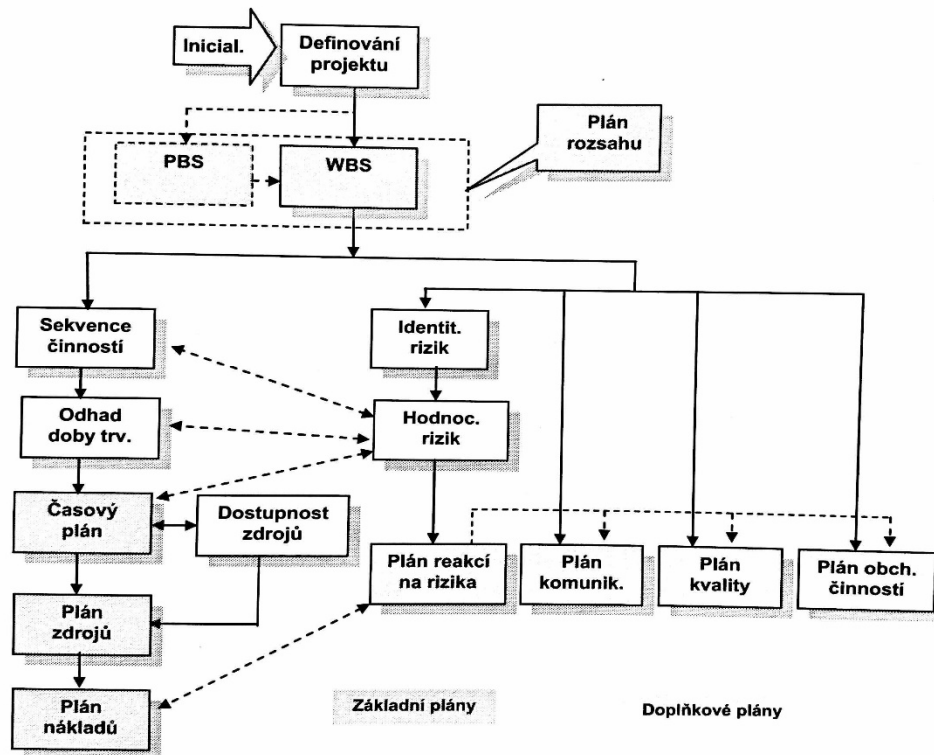 Inicial.
Definování
projektu
Plán
rozsahu
PBS
WBS
Sekvence
činností
Identit.
rizik
Odhad
doby trv.
Hodnoc.
rizik
Časový
plán
Dostupnost
zdrojů
Plán reakcí
na rizika
Plán
komunik.
Plán
kvality
Plán obch.
činností
Plán
zdrojů
Plán
nákladů
Základní plány
Doplňkové plány